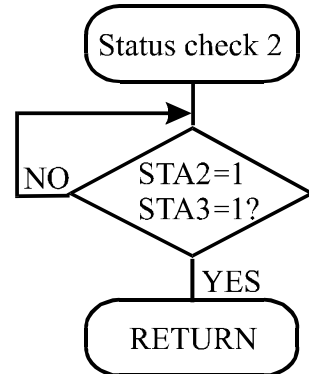 Status check 2
STA2=1
STA3=1?
NO
YES
RETURN